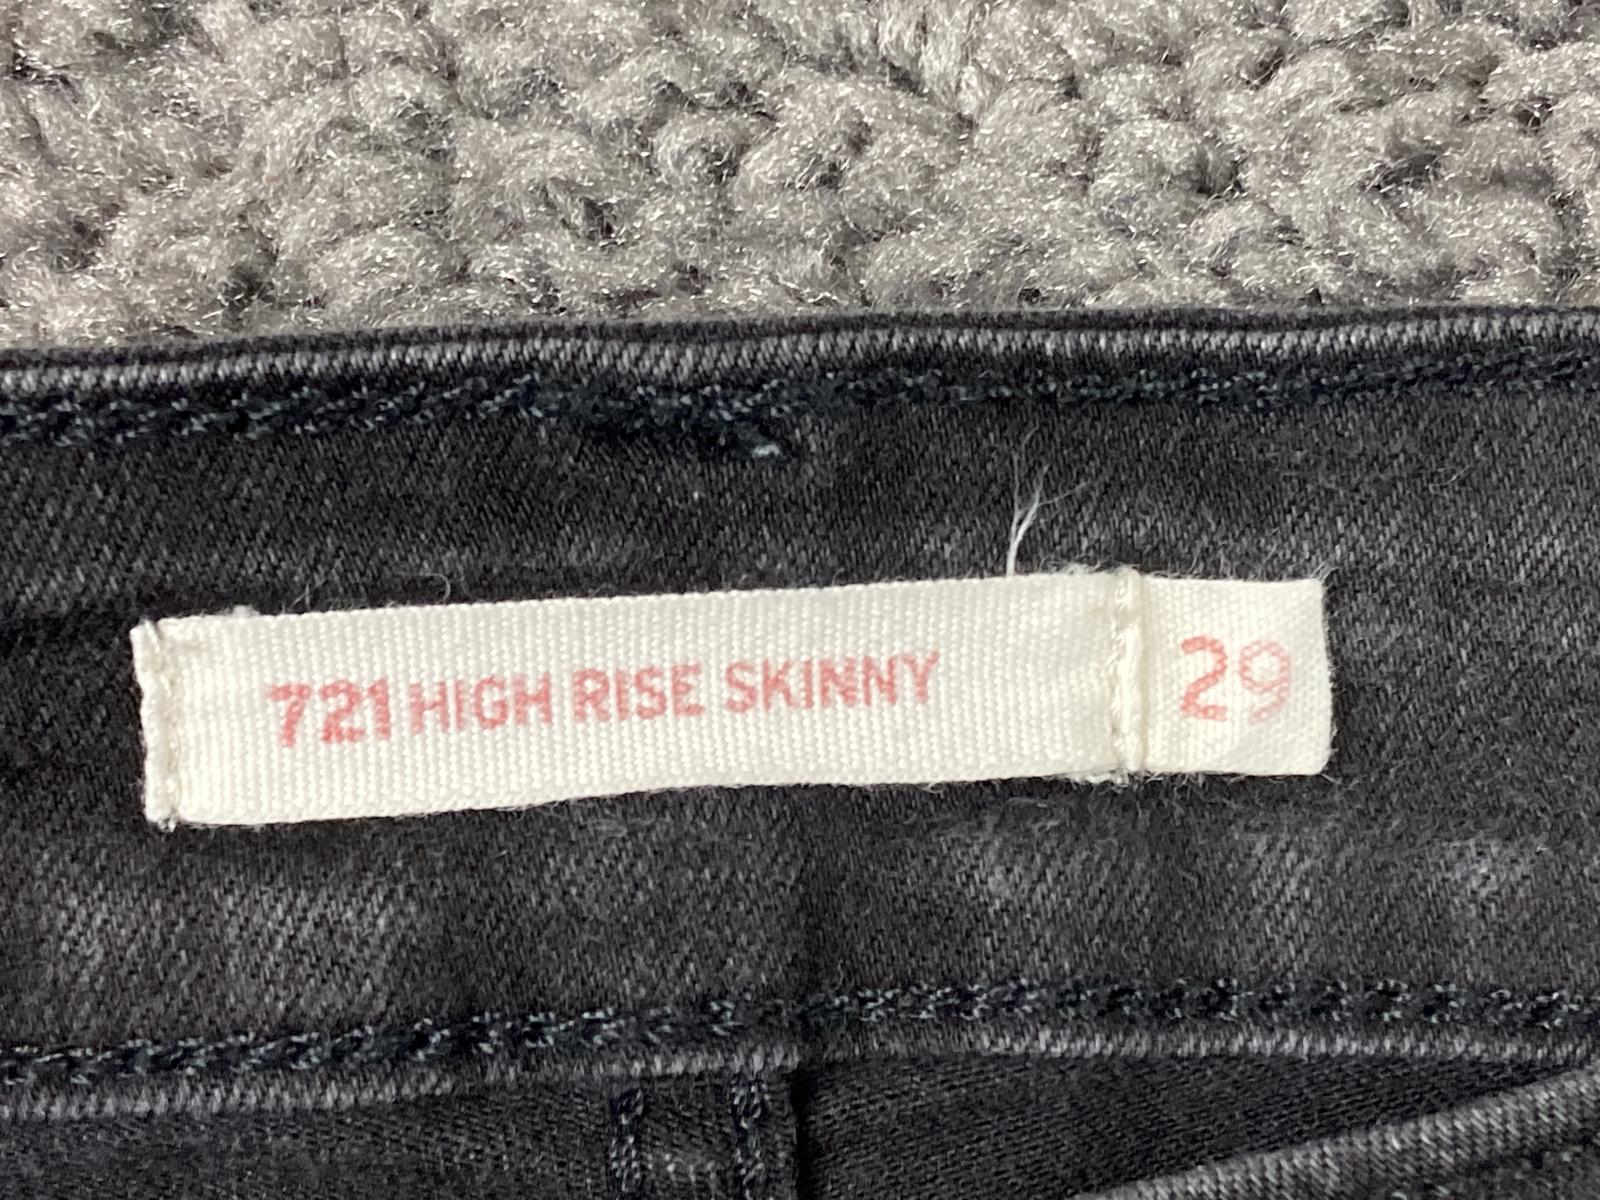 721 HIGH RISE SKINNY 29